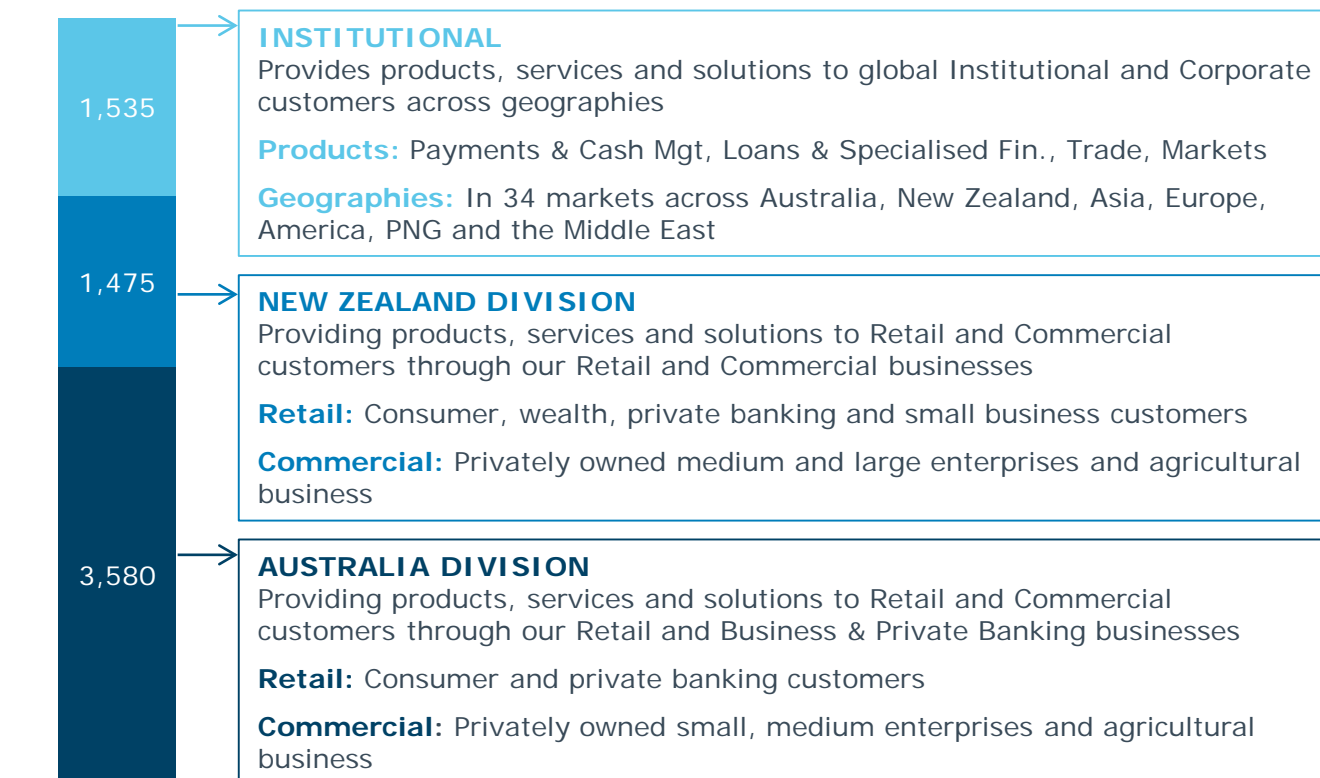 1,535
INSTITUTIONAL
Provides products, services and solutions to global Institutional and Corporate
customers across geographies
Products: Payments & Cash Mgt, Loans & Specialised Fin., Trade, Markets
Geographies: In 34 markets across Australia, New Zealand, Asia, Europe,
America, PNG and the Middle East
1,475
NEW ZEALAND DIVISION
Providing products, services and solutions to Retail and Commercial
customers through our Retail and Commercial businesses
Retail: Consumer, wealth, private banking and small business customers
Commercial: Privately owned medium and large enterprises and agricultural
business
3,580
AUSTRALIA DIVISION
Providing products, services and solutions to Retail and Commercial
customers through our Retail and Business & Private Banking businesses
Retail: Consumer and private banking customers
Commercial: Privately owned small, medium enterprises and agricultural
business